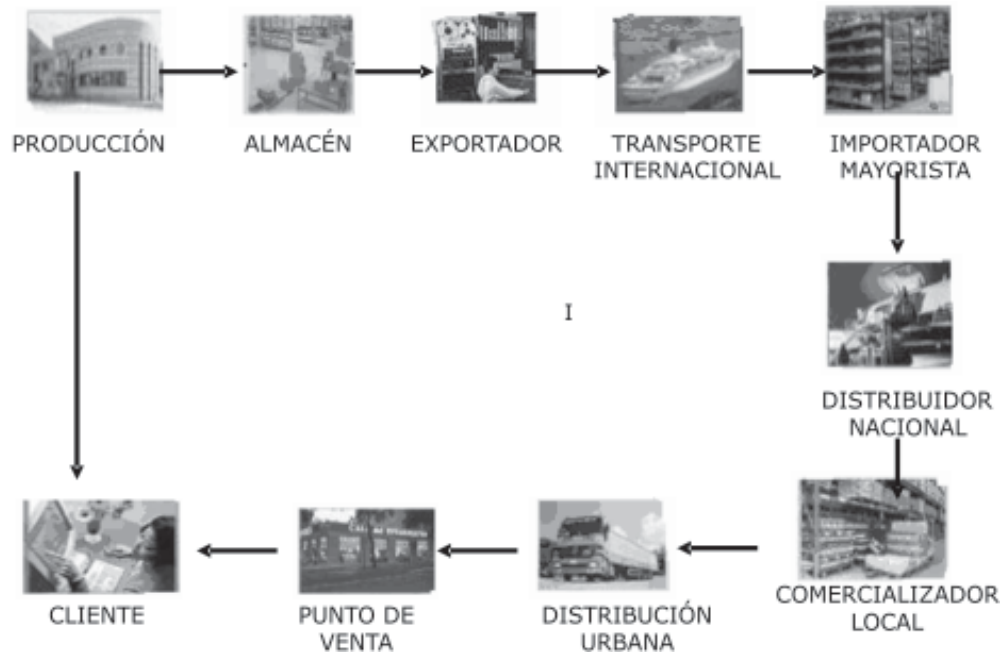 PRODUCCIÓN
ALMACÉN
EXPORTADOR
TRANSPORTE
INTERNACIONAL
IMPORTADOR
MAYORISTA
I
DISTRIBUIDOR
NACIONAL
COMERCIALIZADOR
LOCAL
DISTRIBUCIÓN
URBANA
PUNTO DE
VENTA
CLIENTE